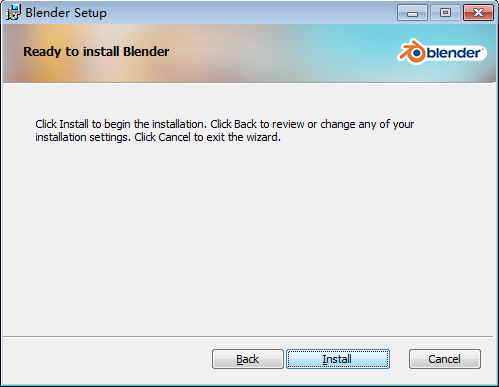 Blender Setup
Ready to install Blender
blender
Click Install to begin the installation. Click Back to review or change any of your
installation settings. Click Cancel to exit the wizard.
Back
Install
Cancel